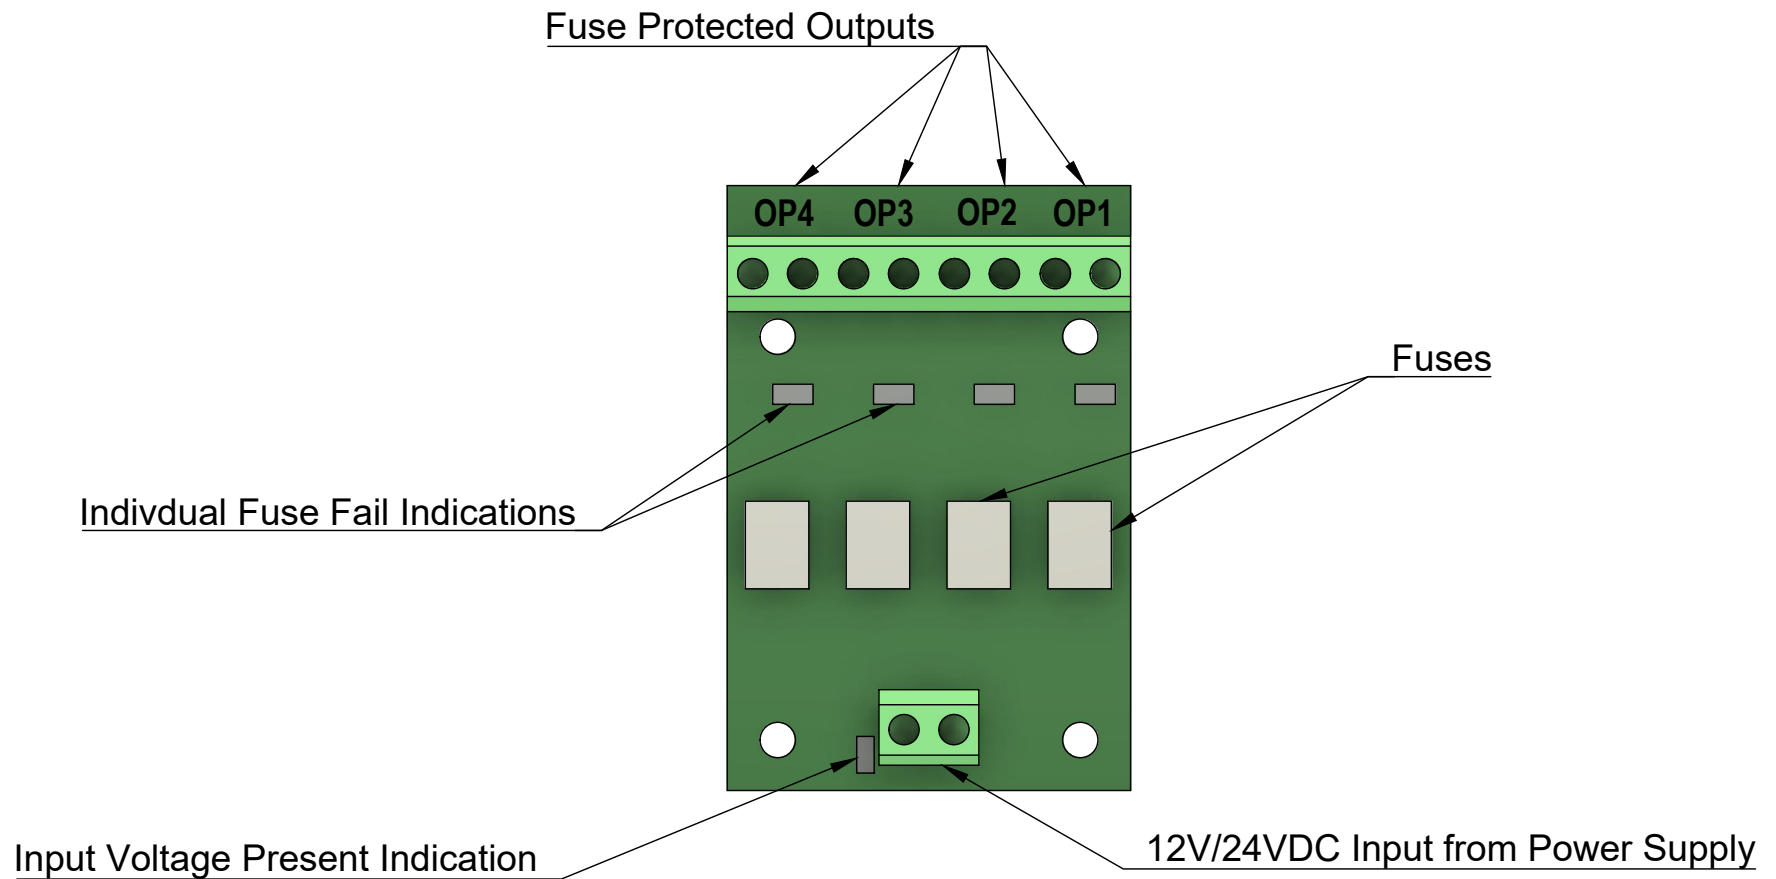 Fuse Protected Outputs
OP4 OP3 OP2 OP1
Fuses
Indivdual Fuse Fail Indications
Input Voltage Present Indication
12V/24VDC Input from Power Supply